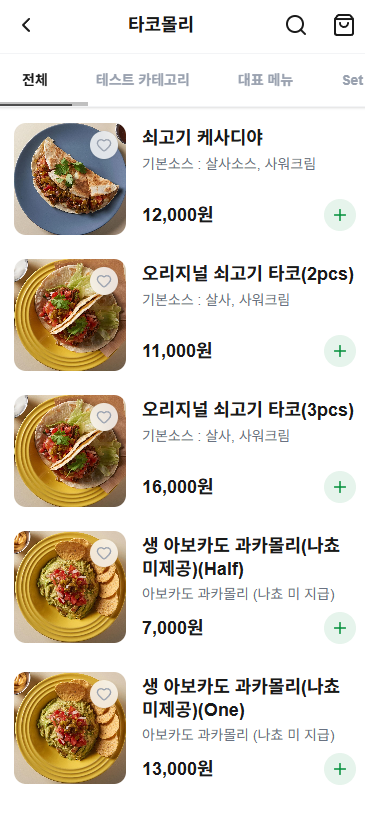 타코몰리
전체
테스트 카테고리
대표 메뉴
Set
쇠고기 케사디야
기본소스 : 살사소스, 사워크림
12,000원
오리지널 쇠고기 타코(2pcs)
기본소스 : 살사, 사워크림
11,000원
오리지널 쇠고기 타코(3pcs)
기본소스 : 살사, 사워크림
16,000원
생 아보카도 과카몰리(나쵸
미제공)(Half)
아보카도 과카몰리 (나쵸 미 지급)
7,000원
생 아보카도 과카몰리(나쵸
미제공)(One)
아보카도 과카몰리 (나쵸 미 지급)
13,000원